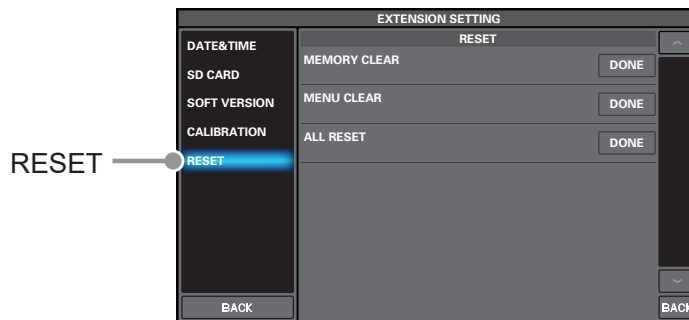 EXTENSION SETTING
DATE&TIME
SD CARD
SOFT VERSION
CALIBRATION
RESET
RESET
BACK
RESET
MEMORY CLEAR
DONE
MENU CLEAR
DONE
ALL RESET
DONE
BACK